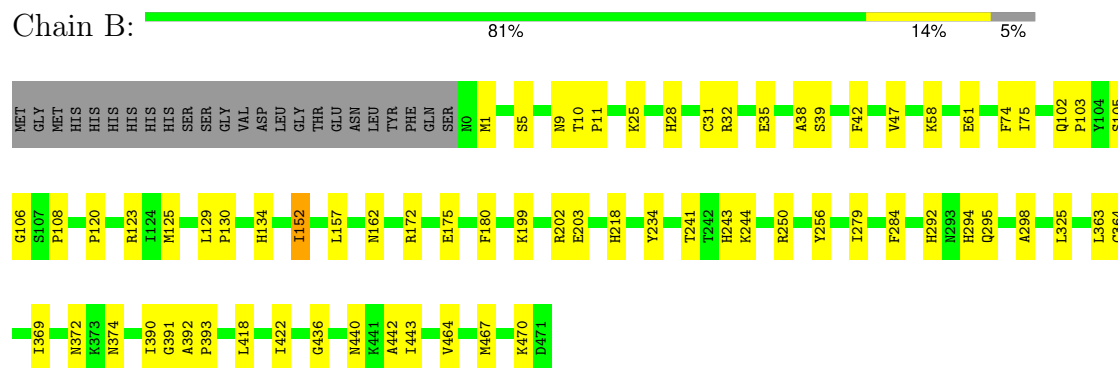 Chain B:
81% 14% 5%
MET GLY MET HIS HIS HIS HIS HIS HIS SER SER GLY VAL ASP LEU GLY THR GLU ASN LEU TYR PHE GLN SER N0 M1 S5 N9 T10 P11 K25 H28 C31 R32 E35 A38 S39 F42 V47 K58 E61 F74 I75 Q102 P103 Y104 S105
G106 S107 P108 P120 R123 I124 M125 L129 P130 H134 I152 L157 N162 R172 E175 F180 K199 R202 E203 H218 Y234 T241 T242 H243 K244 R250 Y256 I279 F284 H292 N293 H294 Q295 A298 L325 L363 G364
I369 N372 K373 N374 I390 G391 A392 P393 L418 I422 G436 N440 K441 A442 I443 V464 M467 K470 D471